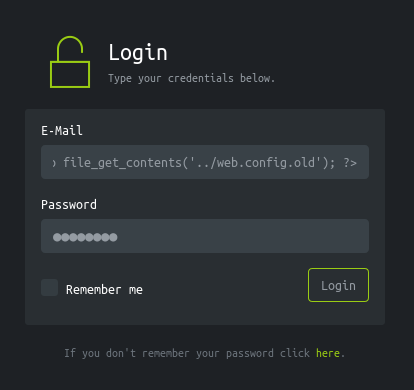 Login
Type your credentials below.
E-Mail
file_get_contents('../web.config.old'); ?>
Password
●●●●●●●●
Remember me
Login
If you don't remember your password click here.